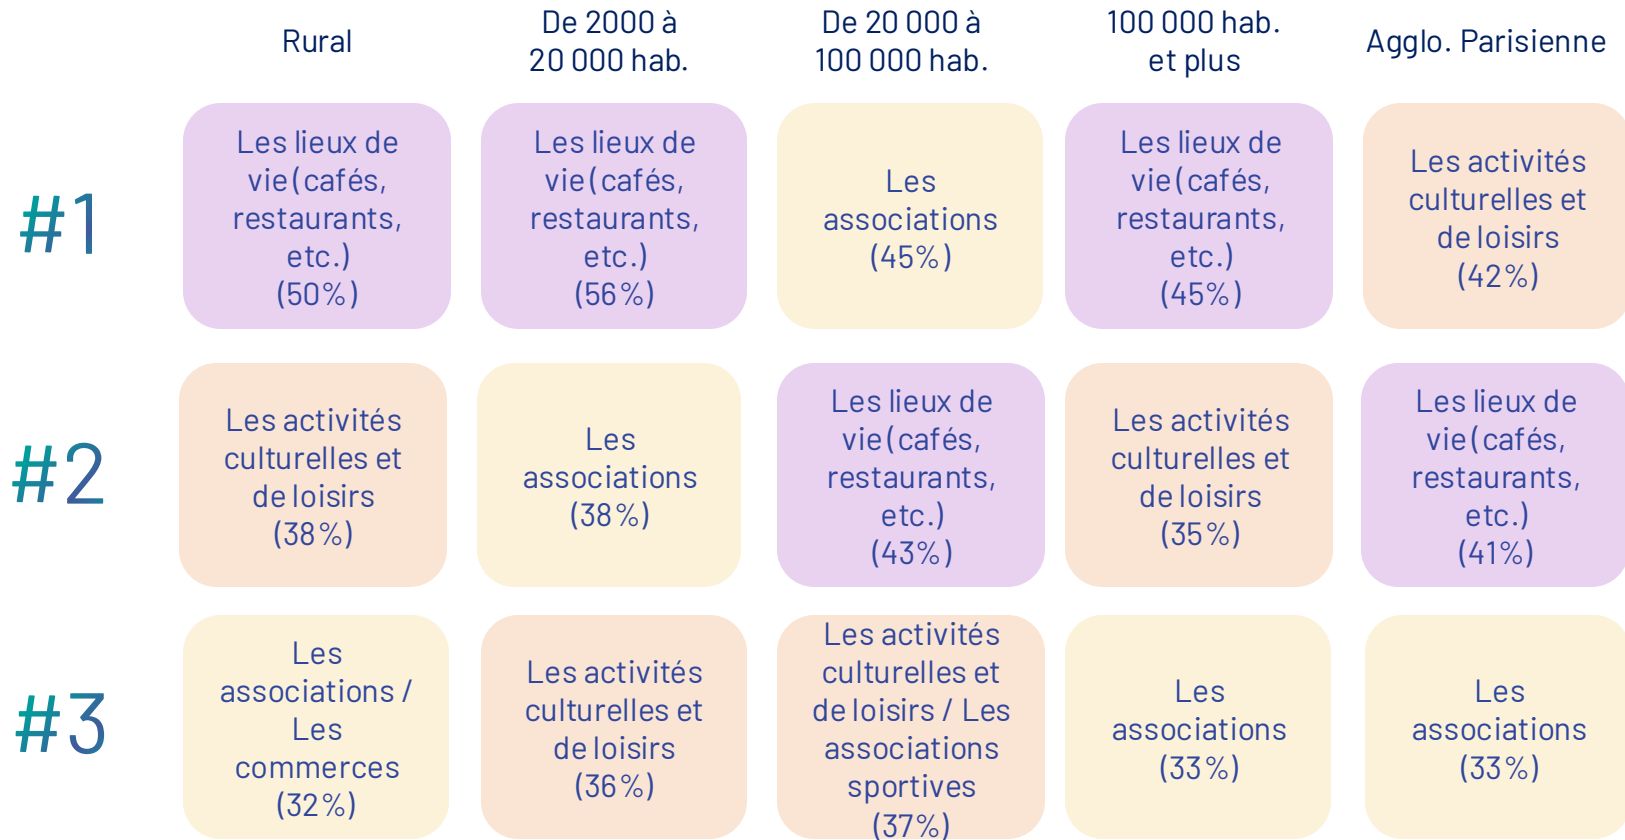 Rural
De 2000 à
20 000 hab.
De 20 000 à
100 000 hab.
100 000 hab.
et plus
Agglo. Parisienne
#1
Les lieux de
vie (cafés,
restaurants,
etc.)
(50%)
Les lieux de
vie (cafés,
restaurants,
etc.)
(56%)
Les
associations
(45%)
Les lieux de
vie (cafés,
restaurants,
etc.)
(45%)
Les activités
culturelles et
de loisirs
(42%)
#2
Les activités
culturelles et
de loisirs
(38%)
Les
associations
(38%)
Les lieux de
vie (cafés,
restaurants,
etc.)
(43%)
Les activités
culturelles et
de loisirs
(35%)
Les lieux de
vie (cafés,
restaurants,
etc.)
(41%)
#3
Les
associations /
Les
commerces
(32%)
Les activités
culturelles et
de loisirs
(36%)
Les activités
culturelles et
de loisirs / Les
associations
sportives
(37%)
Les
associations
(33%)
Les
associations
(33%)